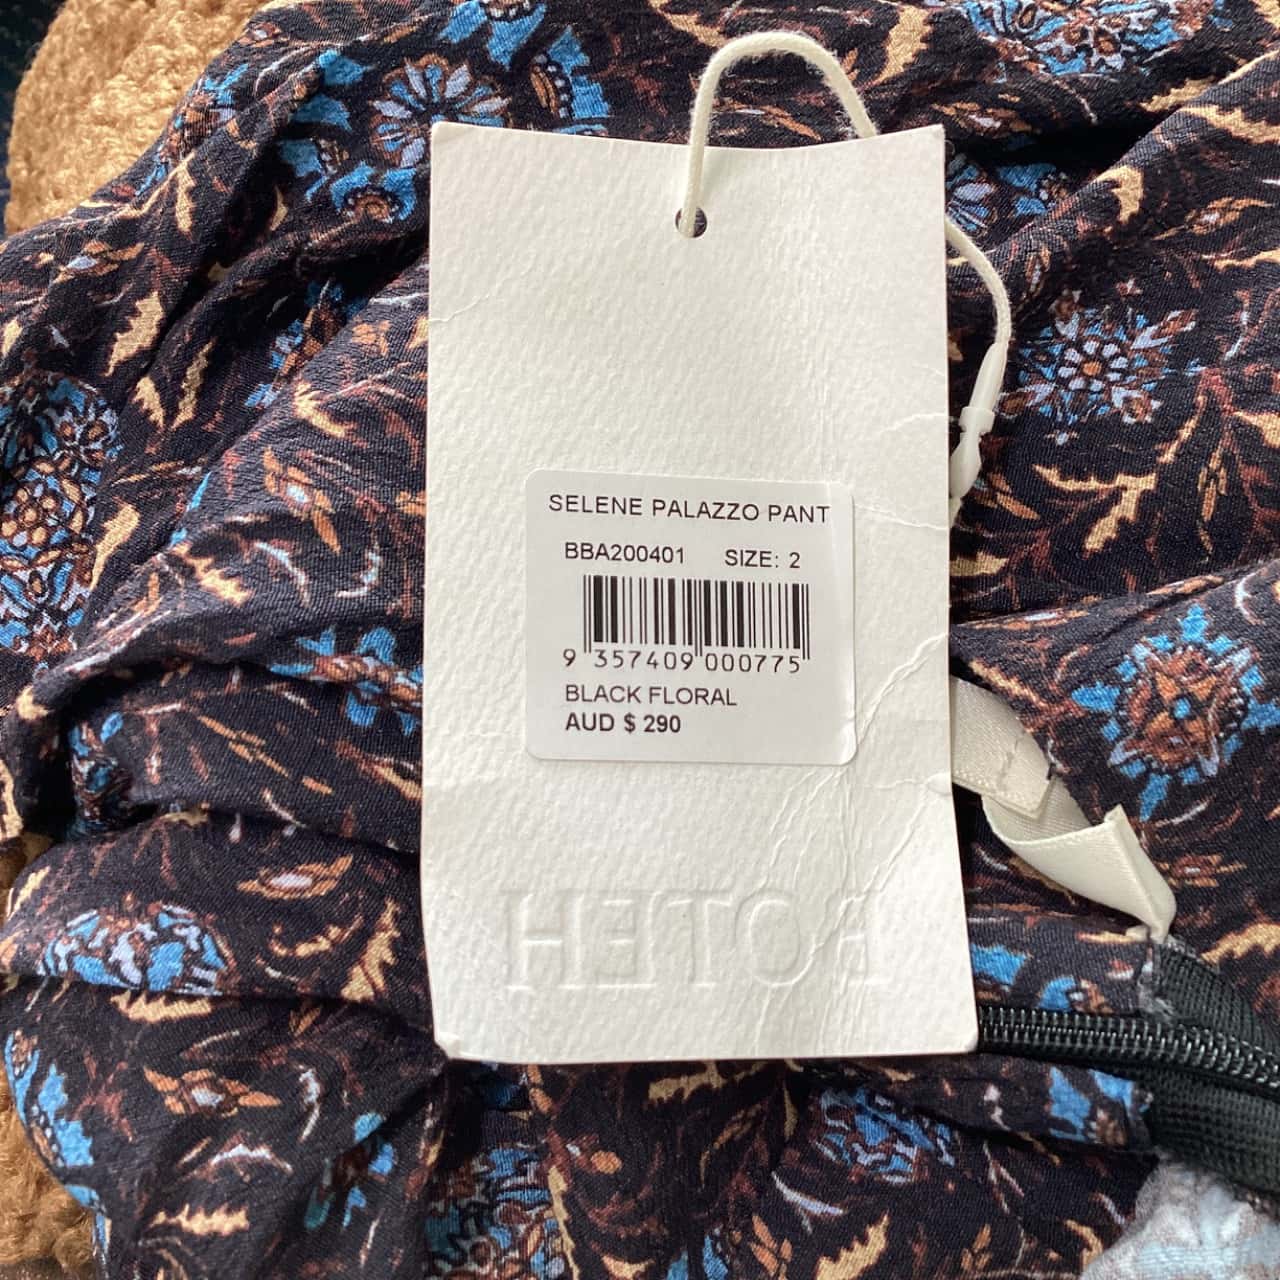 SELENE PALAZZO PANT
BBA200401 SIZE: 2
9 357409 000775
BLACK FLORAL
AUD $ 290